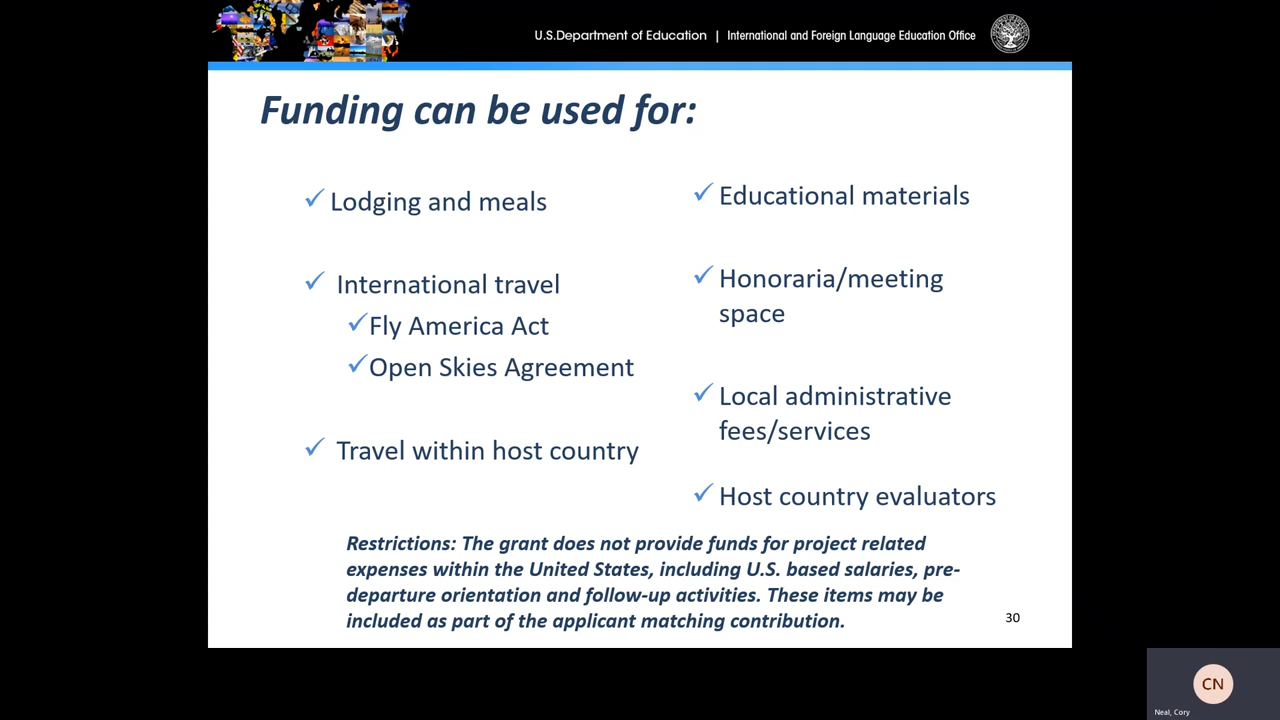 U.S.Department of Education | International and Foreign Language Education Office
Funding can be used for:
✓ Lodging and meals
✓ International travel
✓ Fly America Act
✓ Open Skies Agreement
✓ Travel within host country
✓ Educational materials
✓ Honoraria/meeting
space
✓ Local administrative
fees/services
✓ Host country evaluators
Restrictions: The grant does not provide funds for project related
expenses within the United States, including U.S. based salaries, pre-
departure orientation and follow-up activities. These items may be
included as part of the applicant matching contribution.
30
CN
Neal, Cory